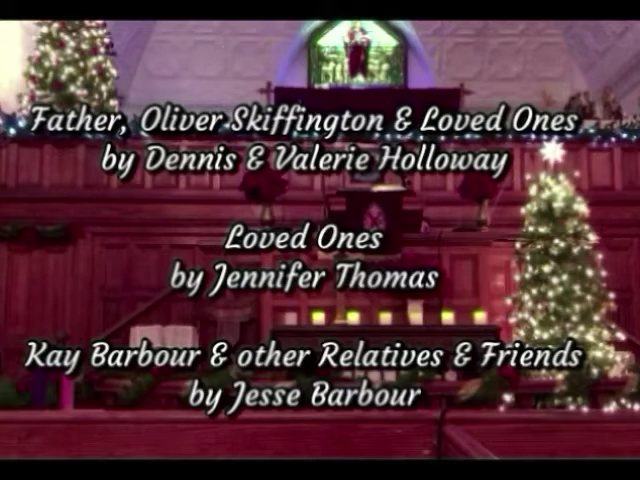 Father, Oliver Skiffington & Loved Ones
by Dennis & Valerie Holloway
Loved Ones
by Jennifer Thomas
Kay Barbour & other Relatives & Friends
by Jesse Barbour